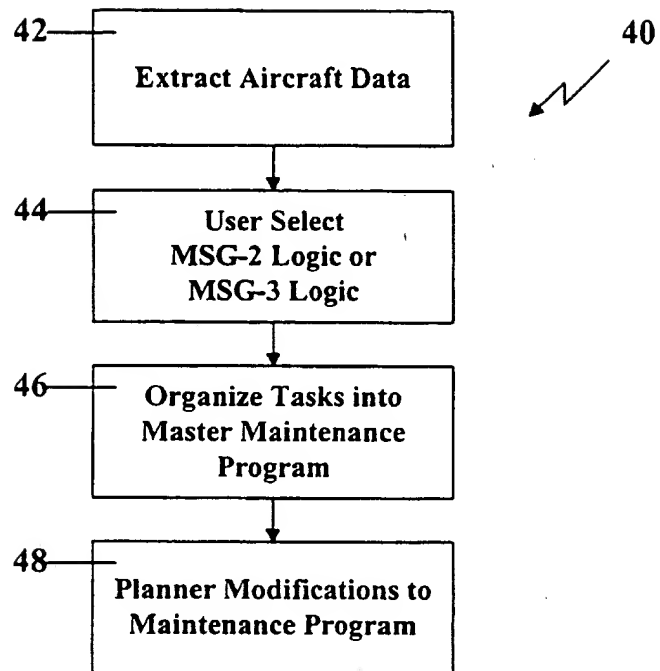 42
40
Extract Aircraft Data
44
User Select
MSG-2 Logic or
MSG-3 Logic
46
Organize Tasks into
Master Maintenance
Program
48
Planner Modifications to
Maintenance Program